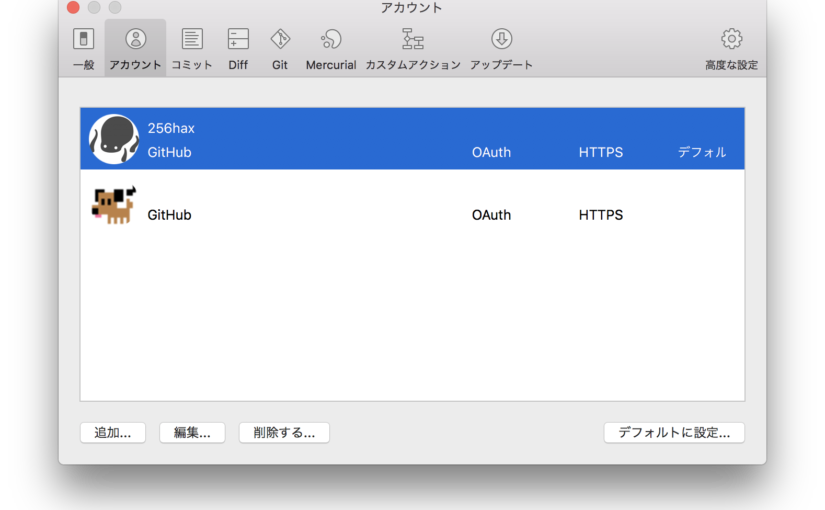 アカウント
一般 アカウント コミット Diff Git Mercurial カスタムアクション アップデート 高度な設定
256hax
GitHub OAuth HTTPS デフォル
GitHub OAuth HTTPS
追加... 編集... 削除する... デフォルトに設定...